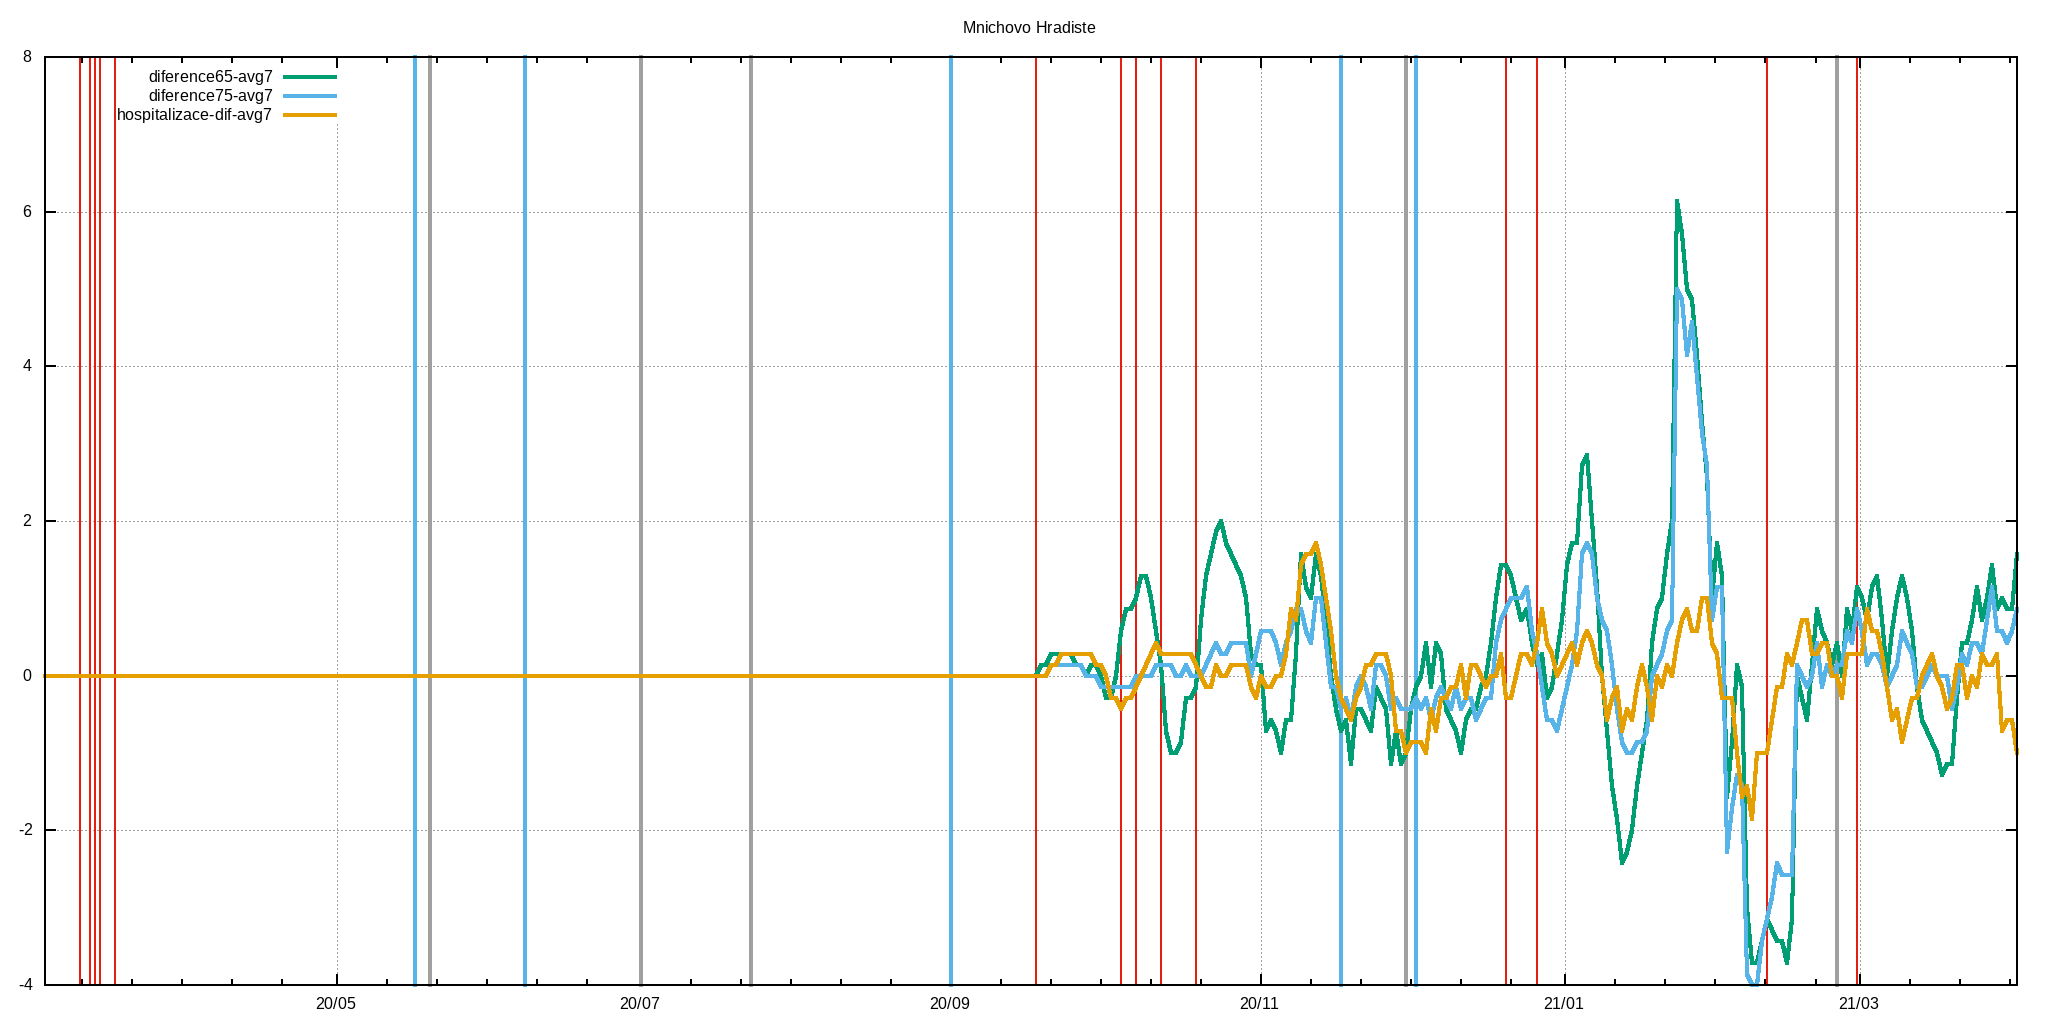 Mnichovo Hradiste
diference65-avg7
diference75-avg7
hospitalizace-dif-avg7
8
6
4
2
0
-2
-4
20/05 20/07 20/09 20/11 21/01 21/03